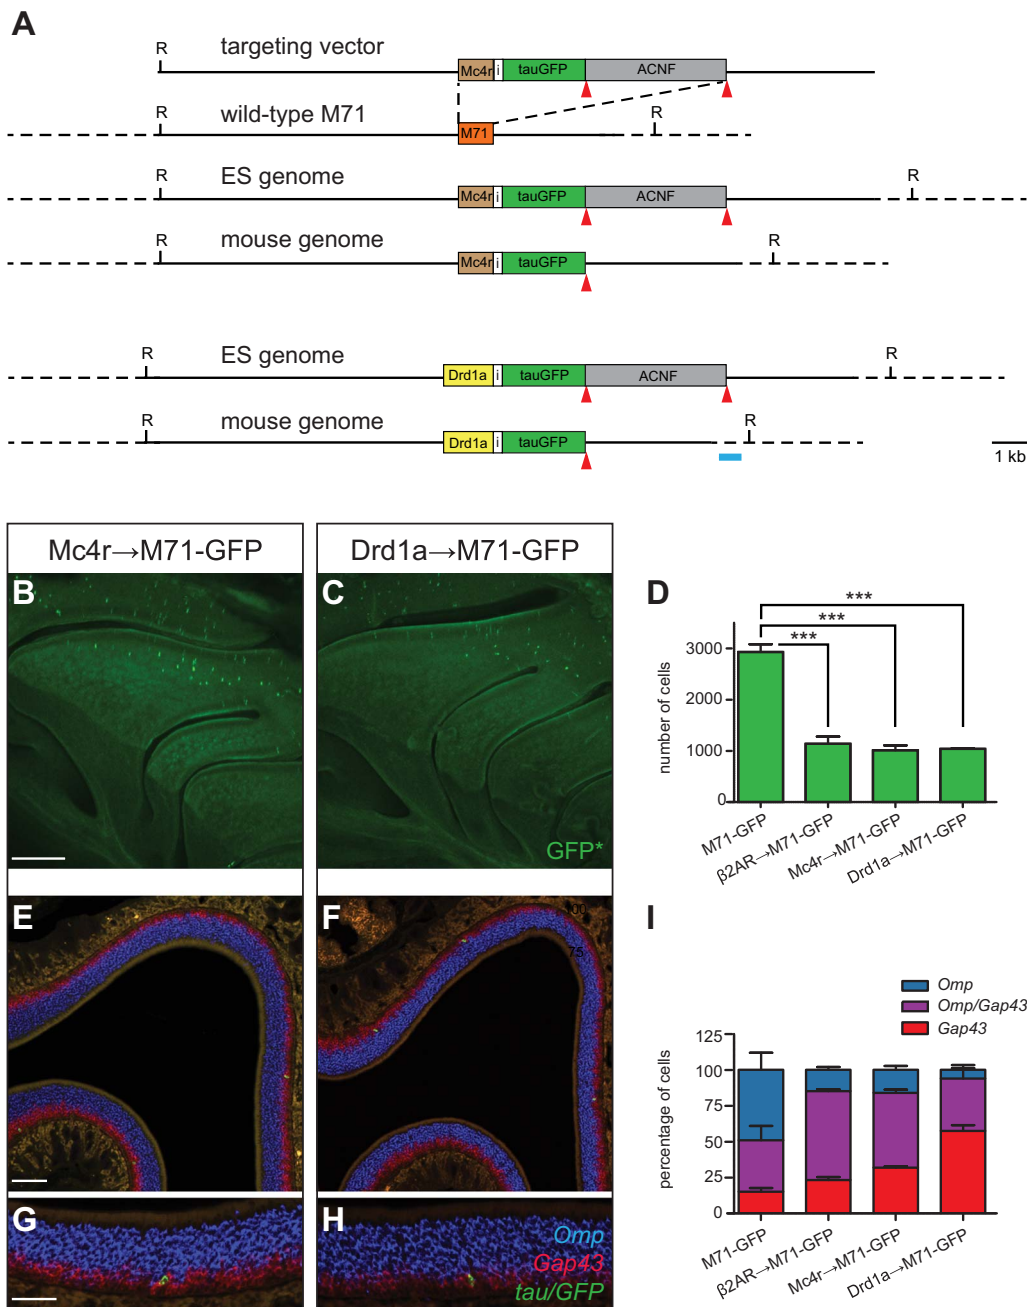 A
R
targeting vector
Mc4r i tauGFP ACNF
R
wild-type M71
R
M71
R
ES genome
R
Mc4r i tauGFP ACNF
R
mouse genome
R
Mc4r i tauGFP
R
ES genome
R
Drd1a i tauGFP ACNF
R
mouse genome
R
Drd1a i tauGFP
1 kb
Mc4r→M71-GFP
Drd1a→M71-GFP
B
C
GFP*
D
***
***
***
number of cells
3000
2000
1000
0
M71-GFP
β2AR→M71-GFP
Mc4r→M71-GFP
Drd1a→M71-GFP
E
F
100
75
G
H
Omp
Gap43
tau/GFP
I
Omp
Omp/Gap43
Gap43
percentage of cells
125
100
75
50
25
0
M71-GFP
β2AR→M71-GFP
Mc4r→M71-GFP
Drd1a→M71-GFP